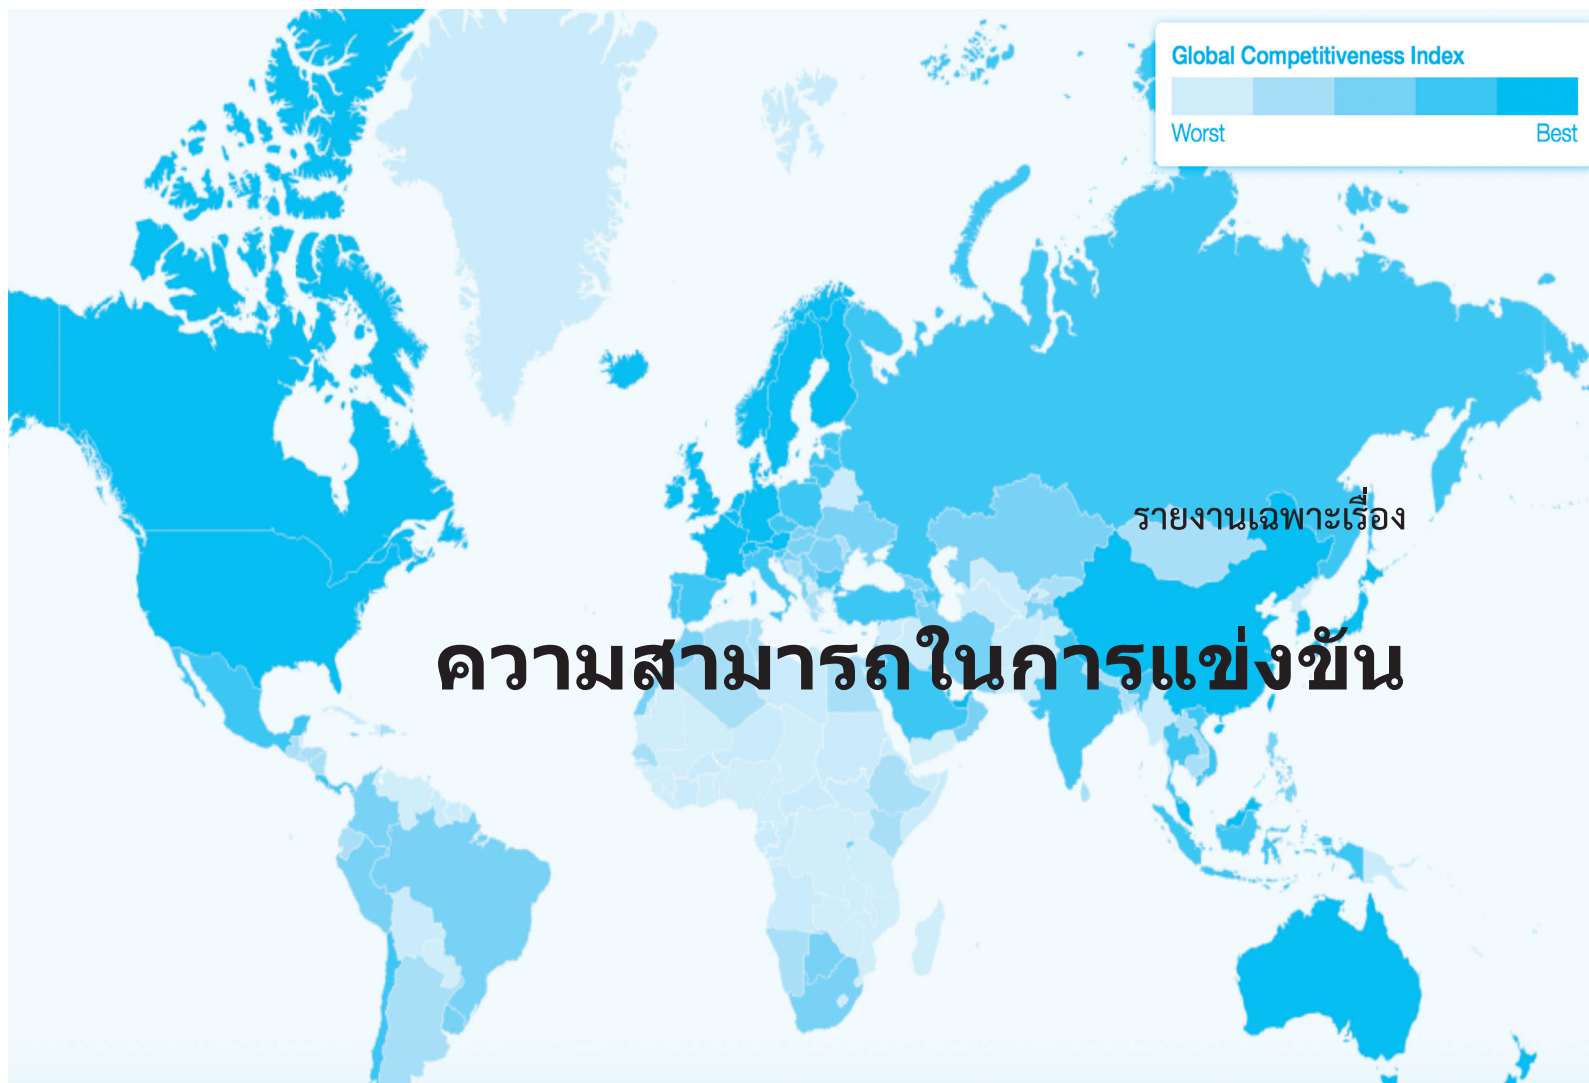 Global Competitiveness Index
Worst Best
รายงานเฉพาะเรื่อง
ความสามารถในการแข่งขัน